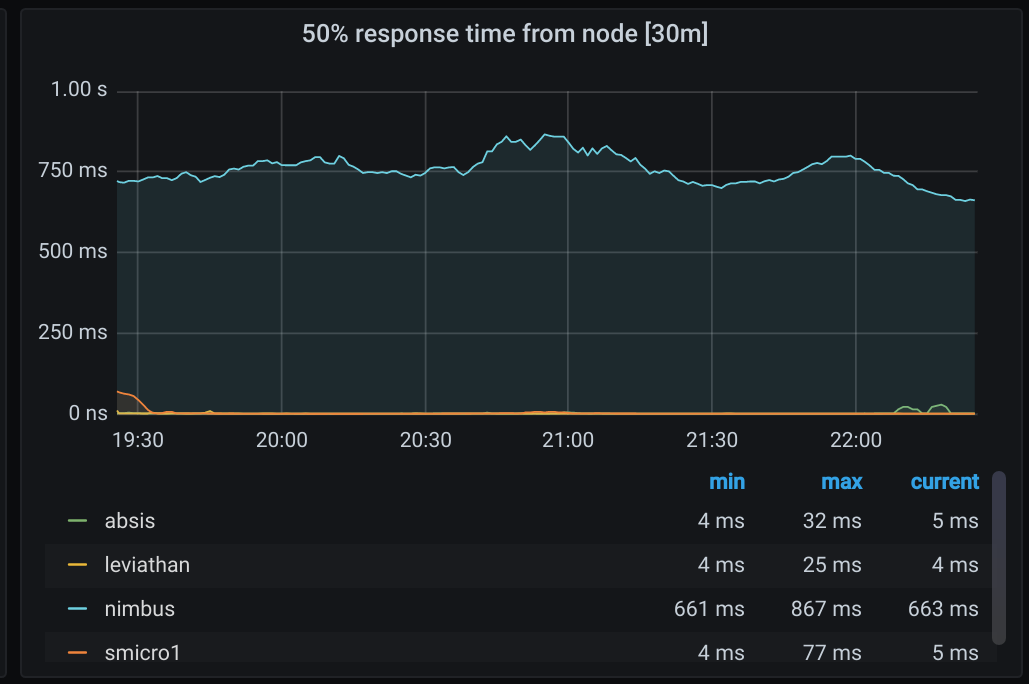 50% response time from node [30m]
1.00 s
750 ms
500 ms
250 ms
0 ns
19:30 20:00 20:30 21:00 21:30 22:00
min max current
absis 4 ms 32 ms 5 ms
leviathan 4 ms 25 ms 4 ms
nimbus 661 ms 867 ms 663 ms
smicro1 4 ms 77 ms 5 ms